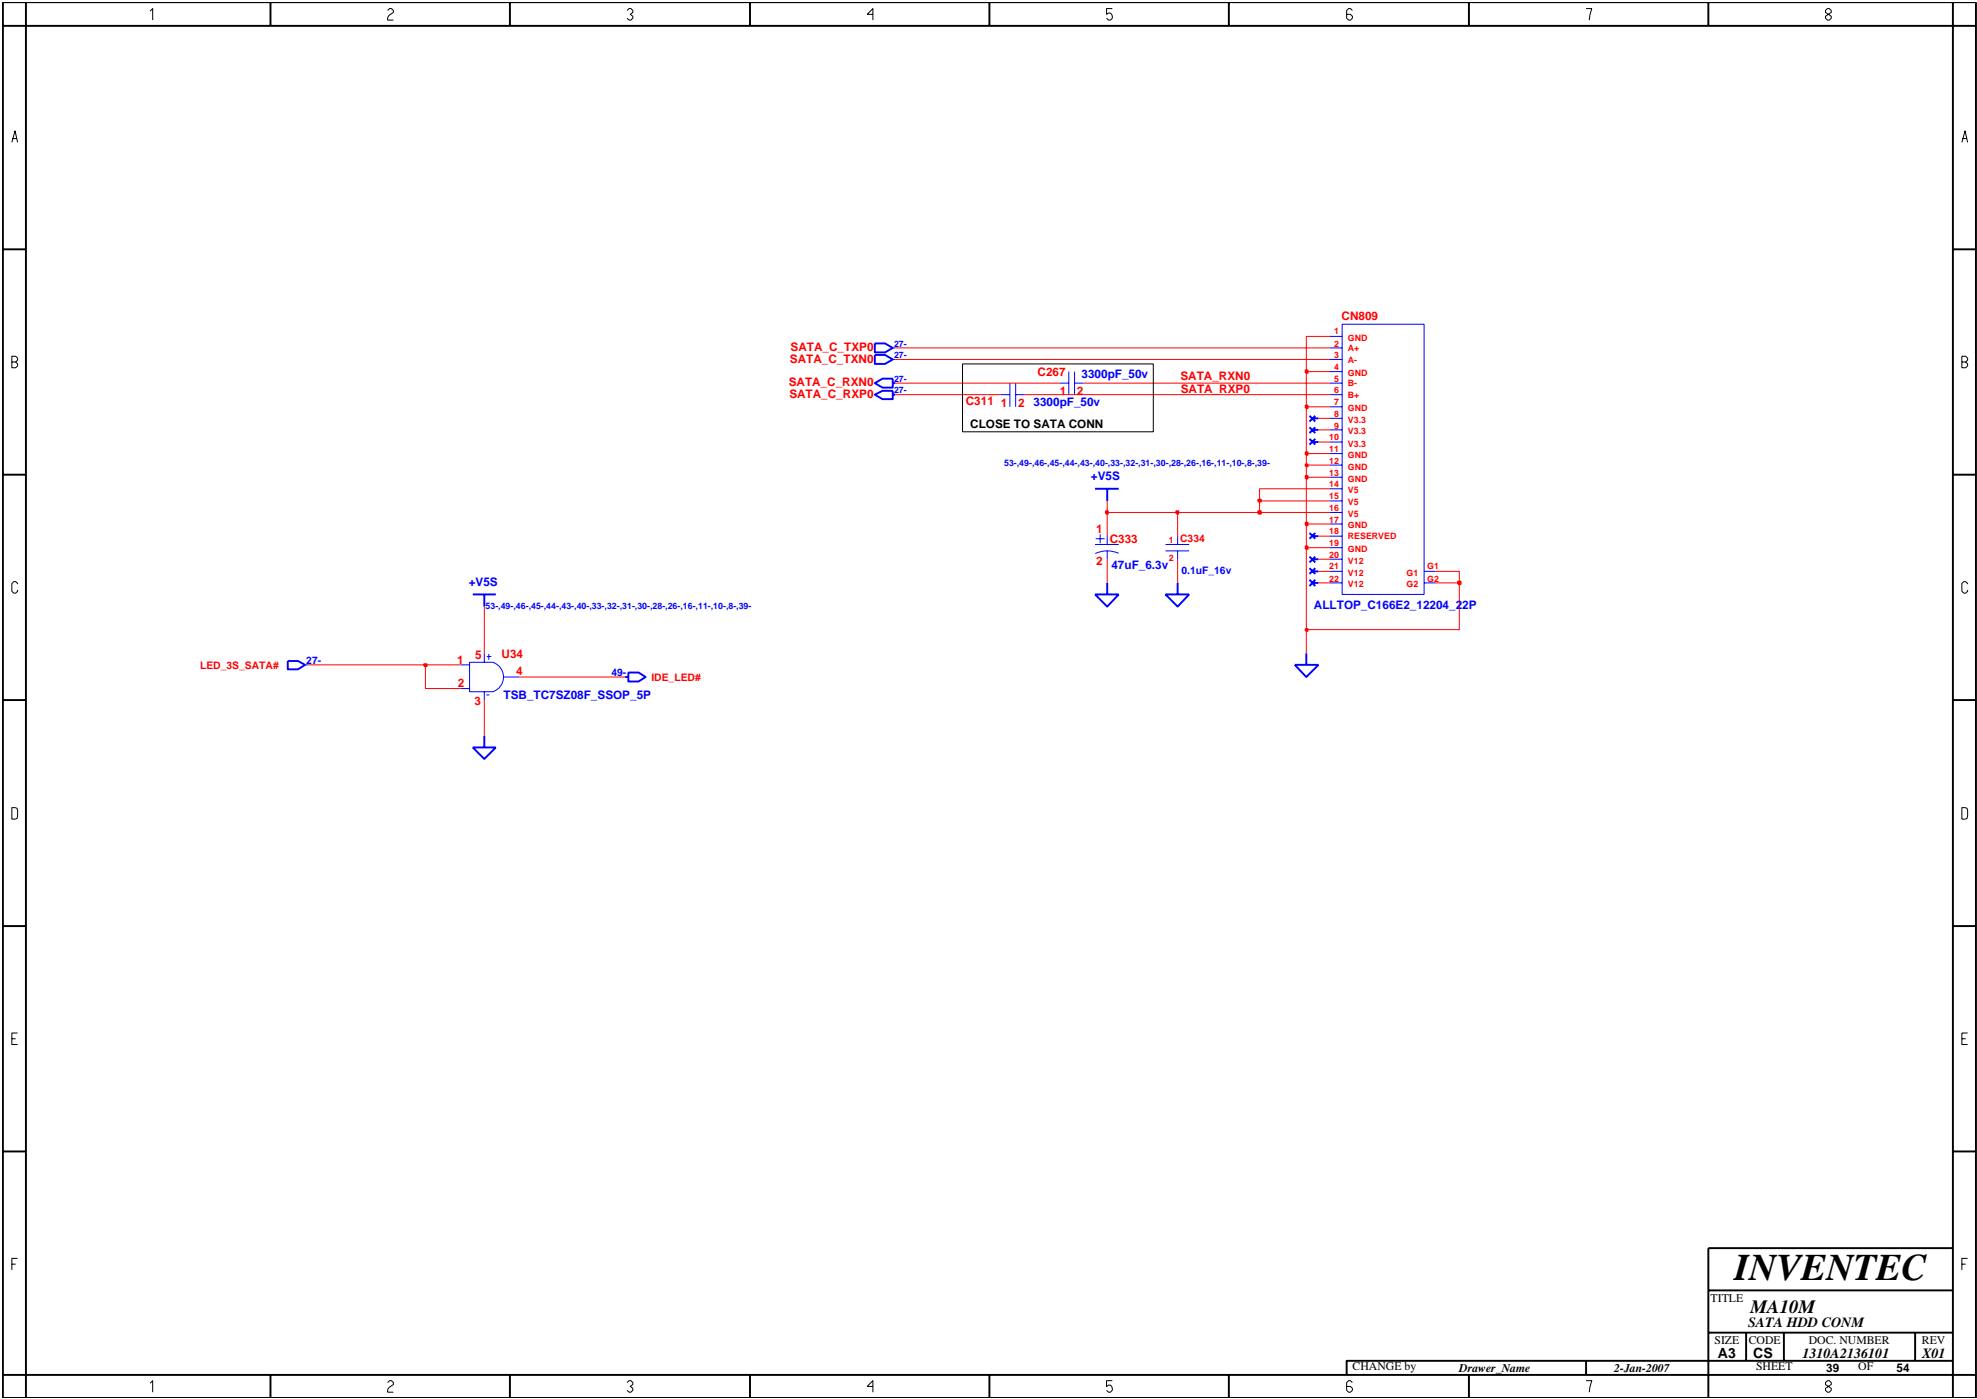 1 2 3 4 5 6 7 8
A A
B B
C C
D D
E E
F F
CN809
SATA_C_TXP0 27-
SATA_C_TXN0 27-
SATA_C_RXN0 27-
SATA_C_RXP0 27-
C267 1 2 3300pF_50v
C311 1 2 3300pF_50v
CLOSE TO SATA CONN
SATA_RXN0
SATA_RXP0
1 GND
2 A+
3 A-
4 GND
5 B-
6 B+
7 GND
8 V3.3
9 V3.3
10 V3.3
11 GND
12 GND
13 GND
14 V5
15 V5
16 V5
17 GND
18 RESERVED
19 GND
20 V12
21 V12 G1 G1
22 V12 G2 G2
ALLTOP_C166E2_12204_22P
53-,49-,46-,45-,44-,43-,40-,33-,32-,31-,30-,28-,26-,16-,11-,10-,8-,39-
+V5S
1 + C333 2 47uF_6.3v
1 C334 2 0.1uF_16v
+V5S
53-,49-,46-,45-,44-,43-,40-,33-,32-,31-,30-,28-,26-,16-,11-,10-,8-,39-
LED_3S_SATA# 27-
1 2 5 + U34 4 3 -
TSB_TC7SZ08F_SSOP_5P
49- IDE_LED#
INVENTEC
TITLE MA10M
SATA HDD CONM
SIZE CODE DOC. NUMBER REV
A3 CS 1310A2136101 X01
CHANGE by Drawer_Name 2-Jan-2007 SHEET 39 OF 54
1 2 3 4 5 6 7 8